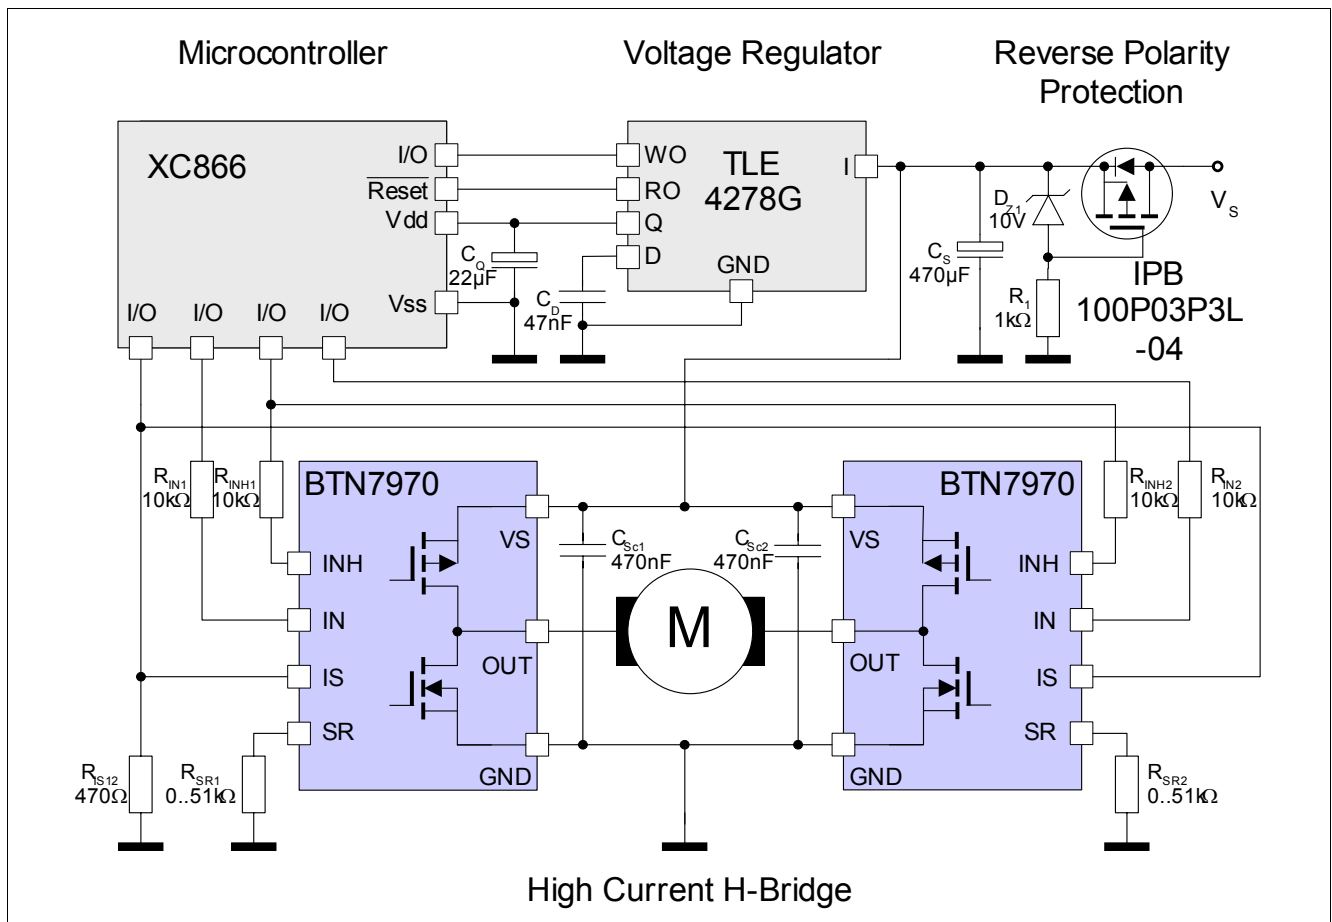 Microcontroller
Voltage Regulator
Reverse Polarity
Protection
XC866
I/O
Reset
Vdd
Vss
I/O
I/O
I/O
I/O
WO
RO
Q
D
TLE
4278G
I
GND
C_Q
22µF
C_D
47nF
C_S
470µF
D_Z1
10V
R_1
1kΩ
V_S
IPB
100P03P3L
-04
R_IN1
10kΩ
R_INH1
10kΩ
BTN7970
VS
INH
IN
IS
SR
OUT
GND
C_Sc1
470nF
C_Sc2
470nF
M
BTN7970
VS
INH
IN
IS
SR
OUT
GND
R_INH2
10kΩ
R_IN2
10kΩ
R_IS12
470Ω
R_SR1
0..51kΩ
R_SR2
0..51kΩ
High Current H-Bridge